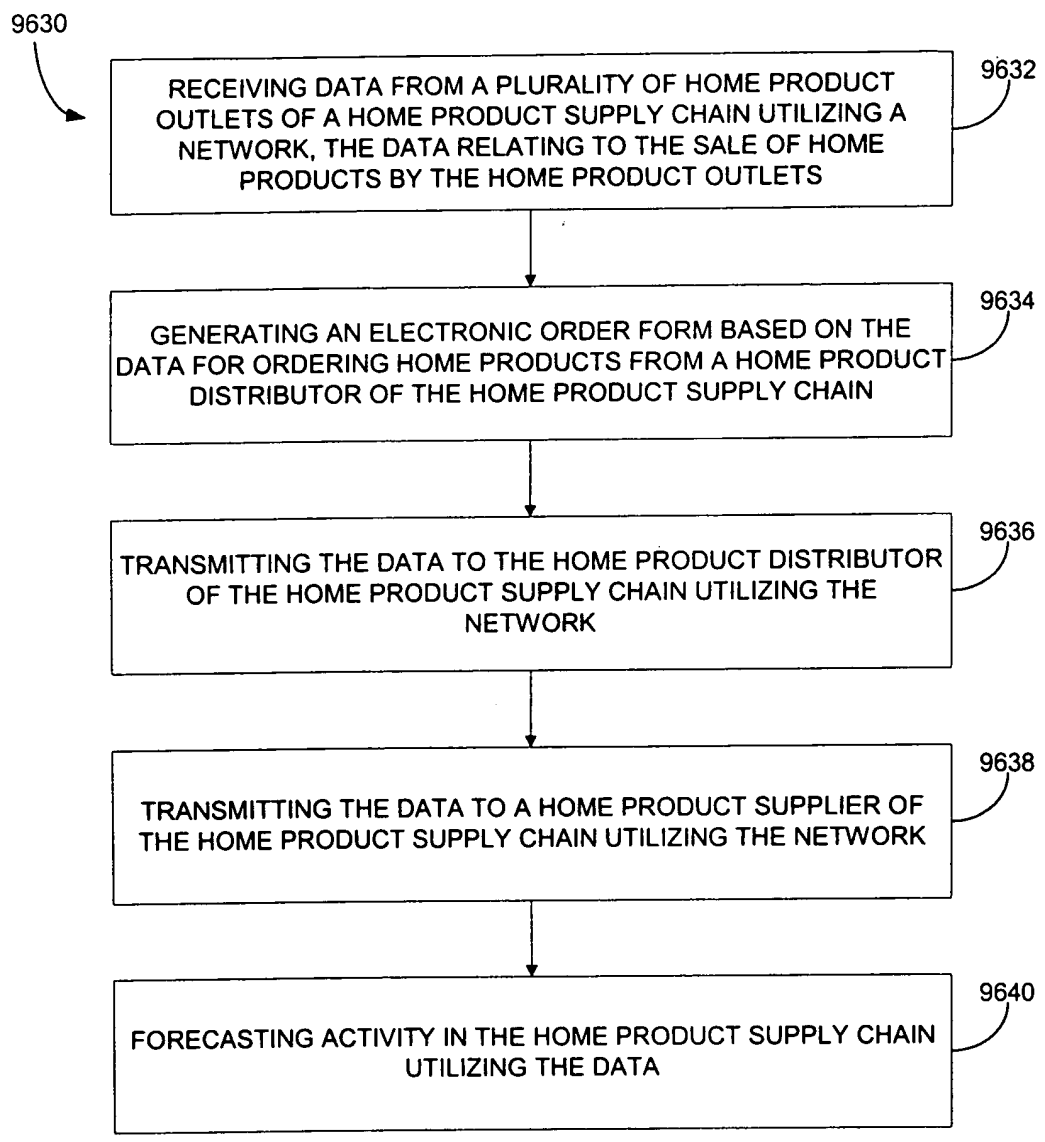 9630
RECEIVING DATA FROM A PLURALITY OF HOME PRODUCT
OUTLETS OF A HOME PRODUCT SUPPLY CHAIN UTILIZING A
NETWORK, THE DATA RELATING TO THE SALE OF HOME
PRODUCTS BY THE HOME PRODUCT OUTLETS
9632
GENERATING AN ELECTRONIC ORDER FORM BASED ON THE
DATA FOR ORDERING HOME PRODUCTS FROM A HOME PRODUCT
DISTRIBUTOR OF THE HOME PRODUCT SUPPLY CHAIN
9634
TRANSMITTING THE DATA TO THE HOME PRODUCT DISTRIBUTOR
OF THE HOME PRODUCT SUPPLY CHAIN UTILIZING THE
NETWORK
9636
TRANSMITTING THE DATA TO A HOME PRODUCT SUPPLIER OF
THE HOME PRODUCT SUPPLY CHAIN UTILIZING THE NETWORK
9638
FORECASTING ACTIVITY IN THE HOME PRODUCT SUPPLY CHAIN
UTILIZING THE DATA
9640